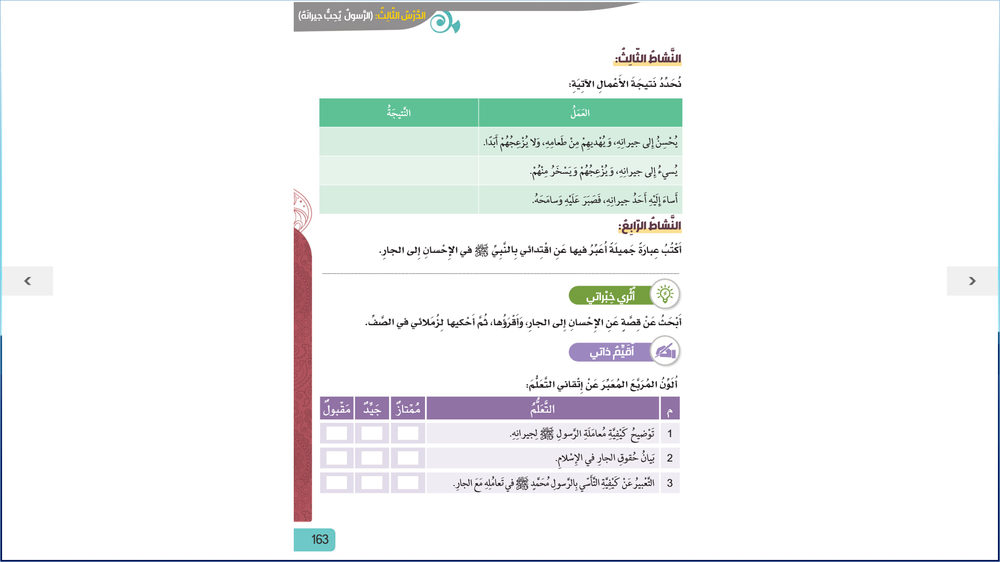 الدَّرْسُ الثّالِثُ: (الرَّسولُ يُحِبُّ جيرانَهُ)
النَّشاطُ الثّالِثُ:
نُحَدِّدُ نَتيجَةَ الأَعْمالِ الآتِيَةِ:
العَمَلُ النَّتيجَةُ
يُحْسِنُ إِلى جيرانِهِ، وَيُهْديهِمْ مِنْ طَعامِهِ، وَلا يُزْعِجُهُمْ أَبَدًا.
يُسيءُ إِلى جيرانِهِ، وَيُزْعِجُهُمْ وَيَسْخَرُ مِنْهُمْ.
أَساءَ إِلَيْهِ أَحَدُ جيرانِهِ، فَصَبَرَ عَلَيْهِ وَسامَحَهُ.
النَّشاطُ الرّابِعُ:
أَكْتُبُ عِبارَةً جَميلَةً أُعَبِّرُ فيها عَنِ اقْتِدائي بِالنَّبِيِّ ﷺ في الإِحْسانِ إِلى الجارِ.
أُثْري خِبْراتي
أَبْحَثُ عَنْ قِصَّةٍ عَنِ الإِحْسانِ إِلى الجارِ، وَأَقْرَؤُها، ثُمَّ أَحْكيها لِزُمَلائي في الصَّفِّ.
أُقَيِّمُ ذاتي
أُلَوِّنُ المُرَبَّعَ المُعَبِّرَ عَنْ إِتْقاني التَّعَلُّمَ:
م التَّعَلُّمُ مُمْتازٌ جَيِّدٌ مَقْبولٌ
1 تَوْضيحُ كَيْفِيَّةِ مُعامَلَةِ الرَّسولِ ﷺ لِجيرانِهِ.
2 بَيانُ حُقوقِ الجارِ في الإِسْلامِ.
3 التَّعْبيرُ عَنْ كَيْفِيَّةِ التَّأَسّي بِالرَّسولِ مُحَمَّدٍ ﷺ في تَعامُلِهِ مَعَ الجارِ.
163